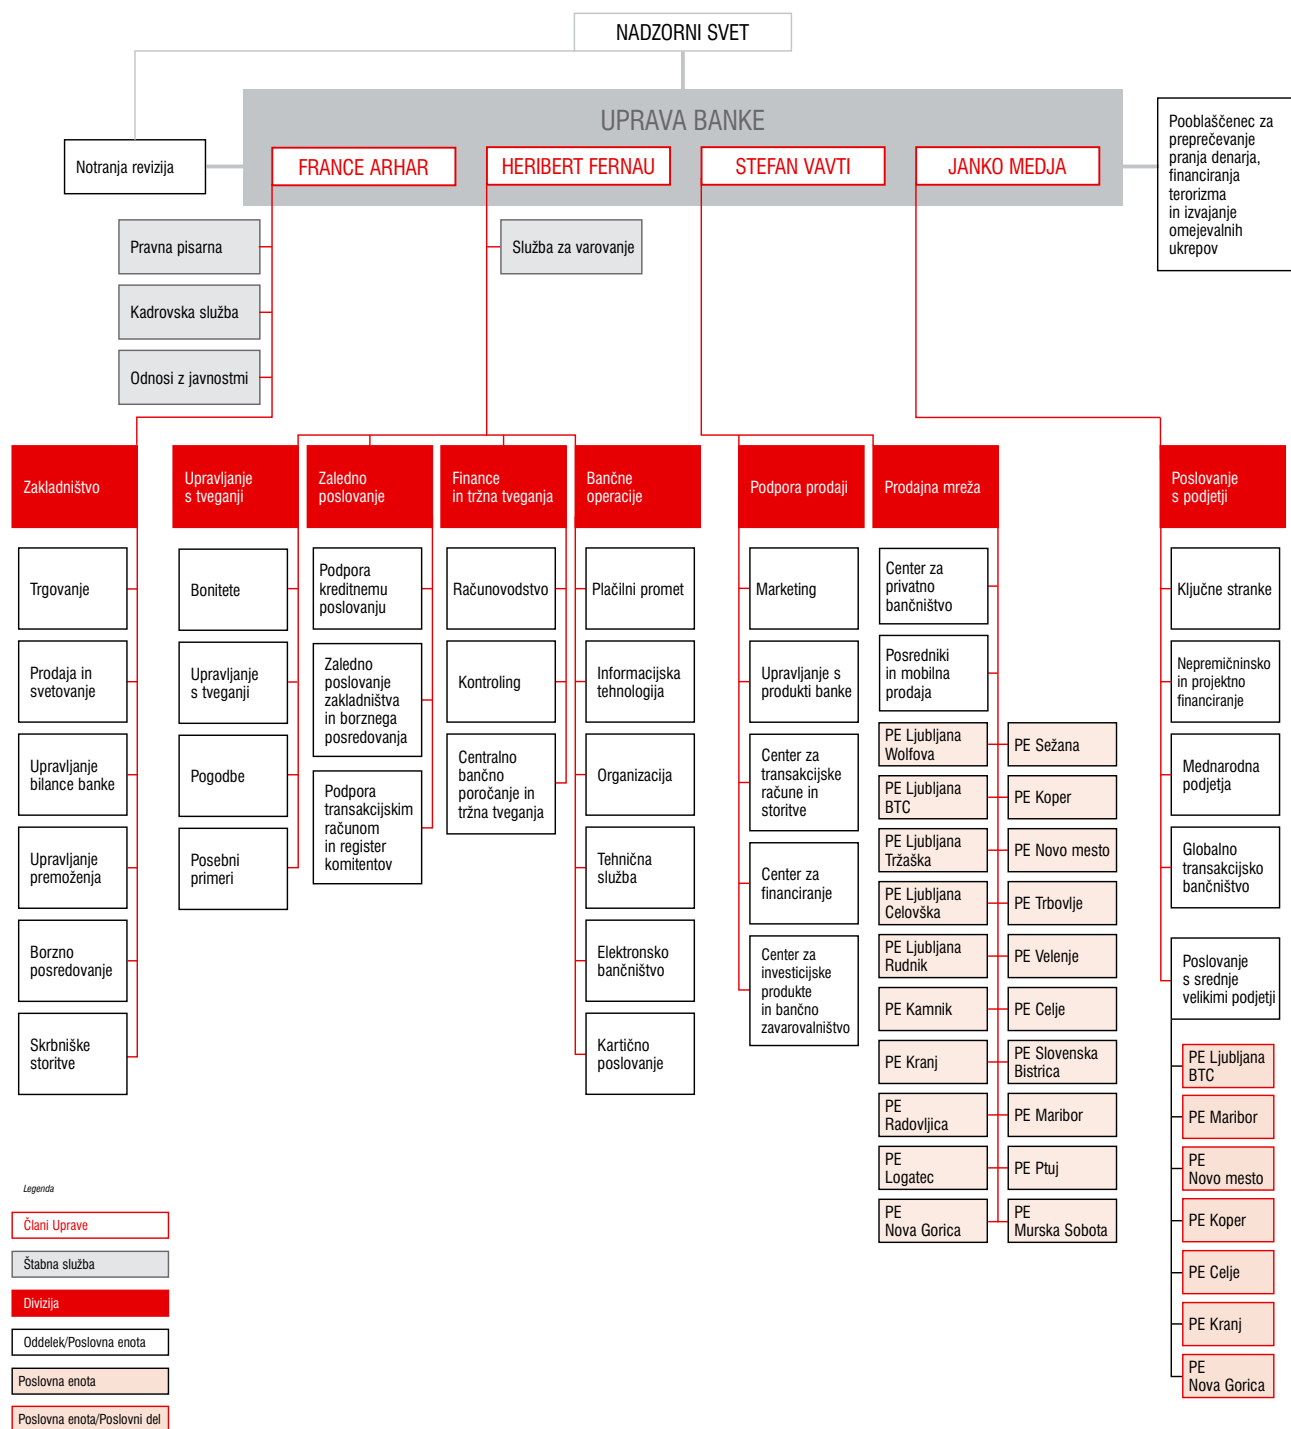 NADZORNI SVET
UPRAVA BANKE
Notranja revizija
FRANCE ARHAR
HERIBERT FERNAU
STEFAN VAVTI
JANKO MEDJA
Pooblaščenec za
preprečevanje
pranja denarja,
financiranja
terorizma
in izvajanje
omejevalnih
ukrepov
Pravna pisarna
Kadrovska služba
Odnosi z javnostmi
Služba za varovanje
Zakladništvo
Trgovanje
Prodaja in
svetovanje
Upravljanje
bilance banke
Upravljanje
premoženja
Borzno
posredovanje
Skrbniške
storitve
Upravljanje
s tveganji
Bonitete
Upravljanje
s tveganji
Pogodbe
Posebni
primeri
Zaledno
poslovanje
Podpora
kreditnemu
poslovanju
Zaledno
poslovanje
zakladništva
in borznega
posredovanja
Podpora
transakcijskim
računom
in register
komitentov
Finance
in tržna tveganja
Računovodstvo
Kontroling
Centralno
bančno
poročanje in
tržna tveganja
Bančne
operacije
Plačilni promet
Informacijska
tehnologija
Organizacija
Tehnična
služba
Elektronsko
bančništvo
Kartično
poslovanje
Podpora prodaji
Marketing
Upravljanje s
produkti banke
Center za
transakcijske
račune in
storitve
Center za
financiranje
Center za
investicijske
produkte
in bančno
zavarovalništvo
Prodajna mreža
Center za
privatno
bančništvo
Posredniki
in mobilna
prodaja
PE Ljubljana
Wolfova
PE Ljubljana
BTC
PE Ljubljana
Tržaška
PE Ljubljana
Celovška
PE Ljubljana
Rudnik
PE Kamnik
PE Kranj
PE
Radovljica
PE
Logatec
PE
Nova Gorica
PE Sežana
PE Koper
PE Novo mesto
PE Trbovlje
PE Velenje
PE Celje
PE Slovenska
Bistrica
PE Maribor
PE Ptuj
PE
Murska Sobota
Poslovanje
s podjetji
Ključne stranke
Nepremičninsko
in projektno
financiranje
Mednarodna
podjetja
Globalno
transakcijsko
bančništvo
Poslovanje
s srednje
velikimi podjetji
PE Ljubljana
BTC
PE Maribor
PE
Novo mesto
PE Koper
PE Celje
PE Kranj
PE
Nova Gorica
Legenda
Člani Uprave
Štabna služba
Divizija
Oddelek/Poslovna enota
Poslovna enota
Poslovna enota/Poslovni del